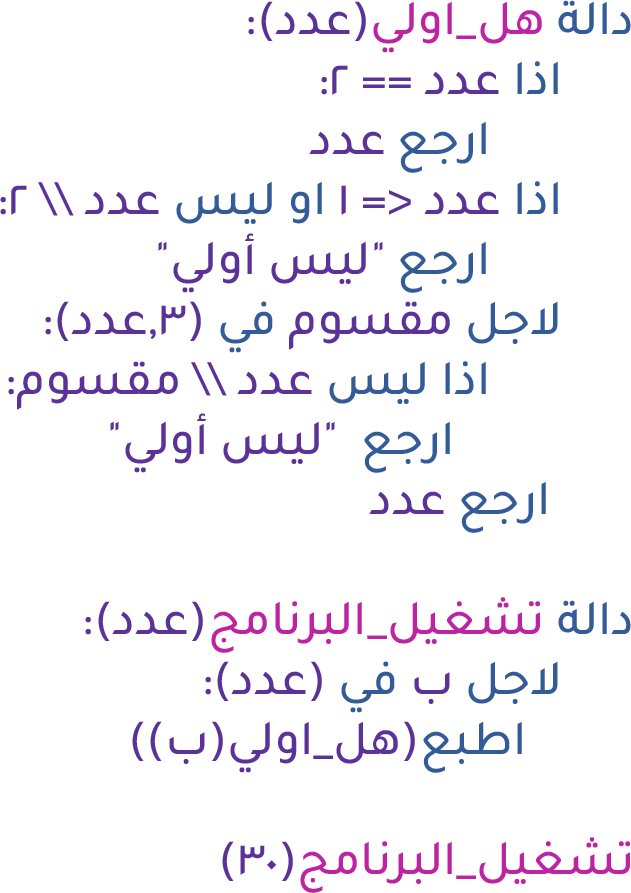 دالة هل_اولي(عدد):
اذا عدد == ٢:
ارجع عدد
اذا عدد <= ١ او ليس عدد \\ ٢:
ارجع "ليس أولي"
لاجل مقسوم في (٣,عدد):
اذا ليس عدد \\ مقسوم:
ارجع "ليس أولي"
ارجع عدد
دالة تشغيل_البرنامج(عدد):
لاجل ب في (عدد):
اطبع(هل_اولي(ب))
تشغيل_البرنامج(٣٠)